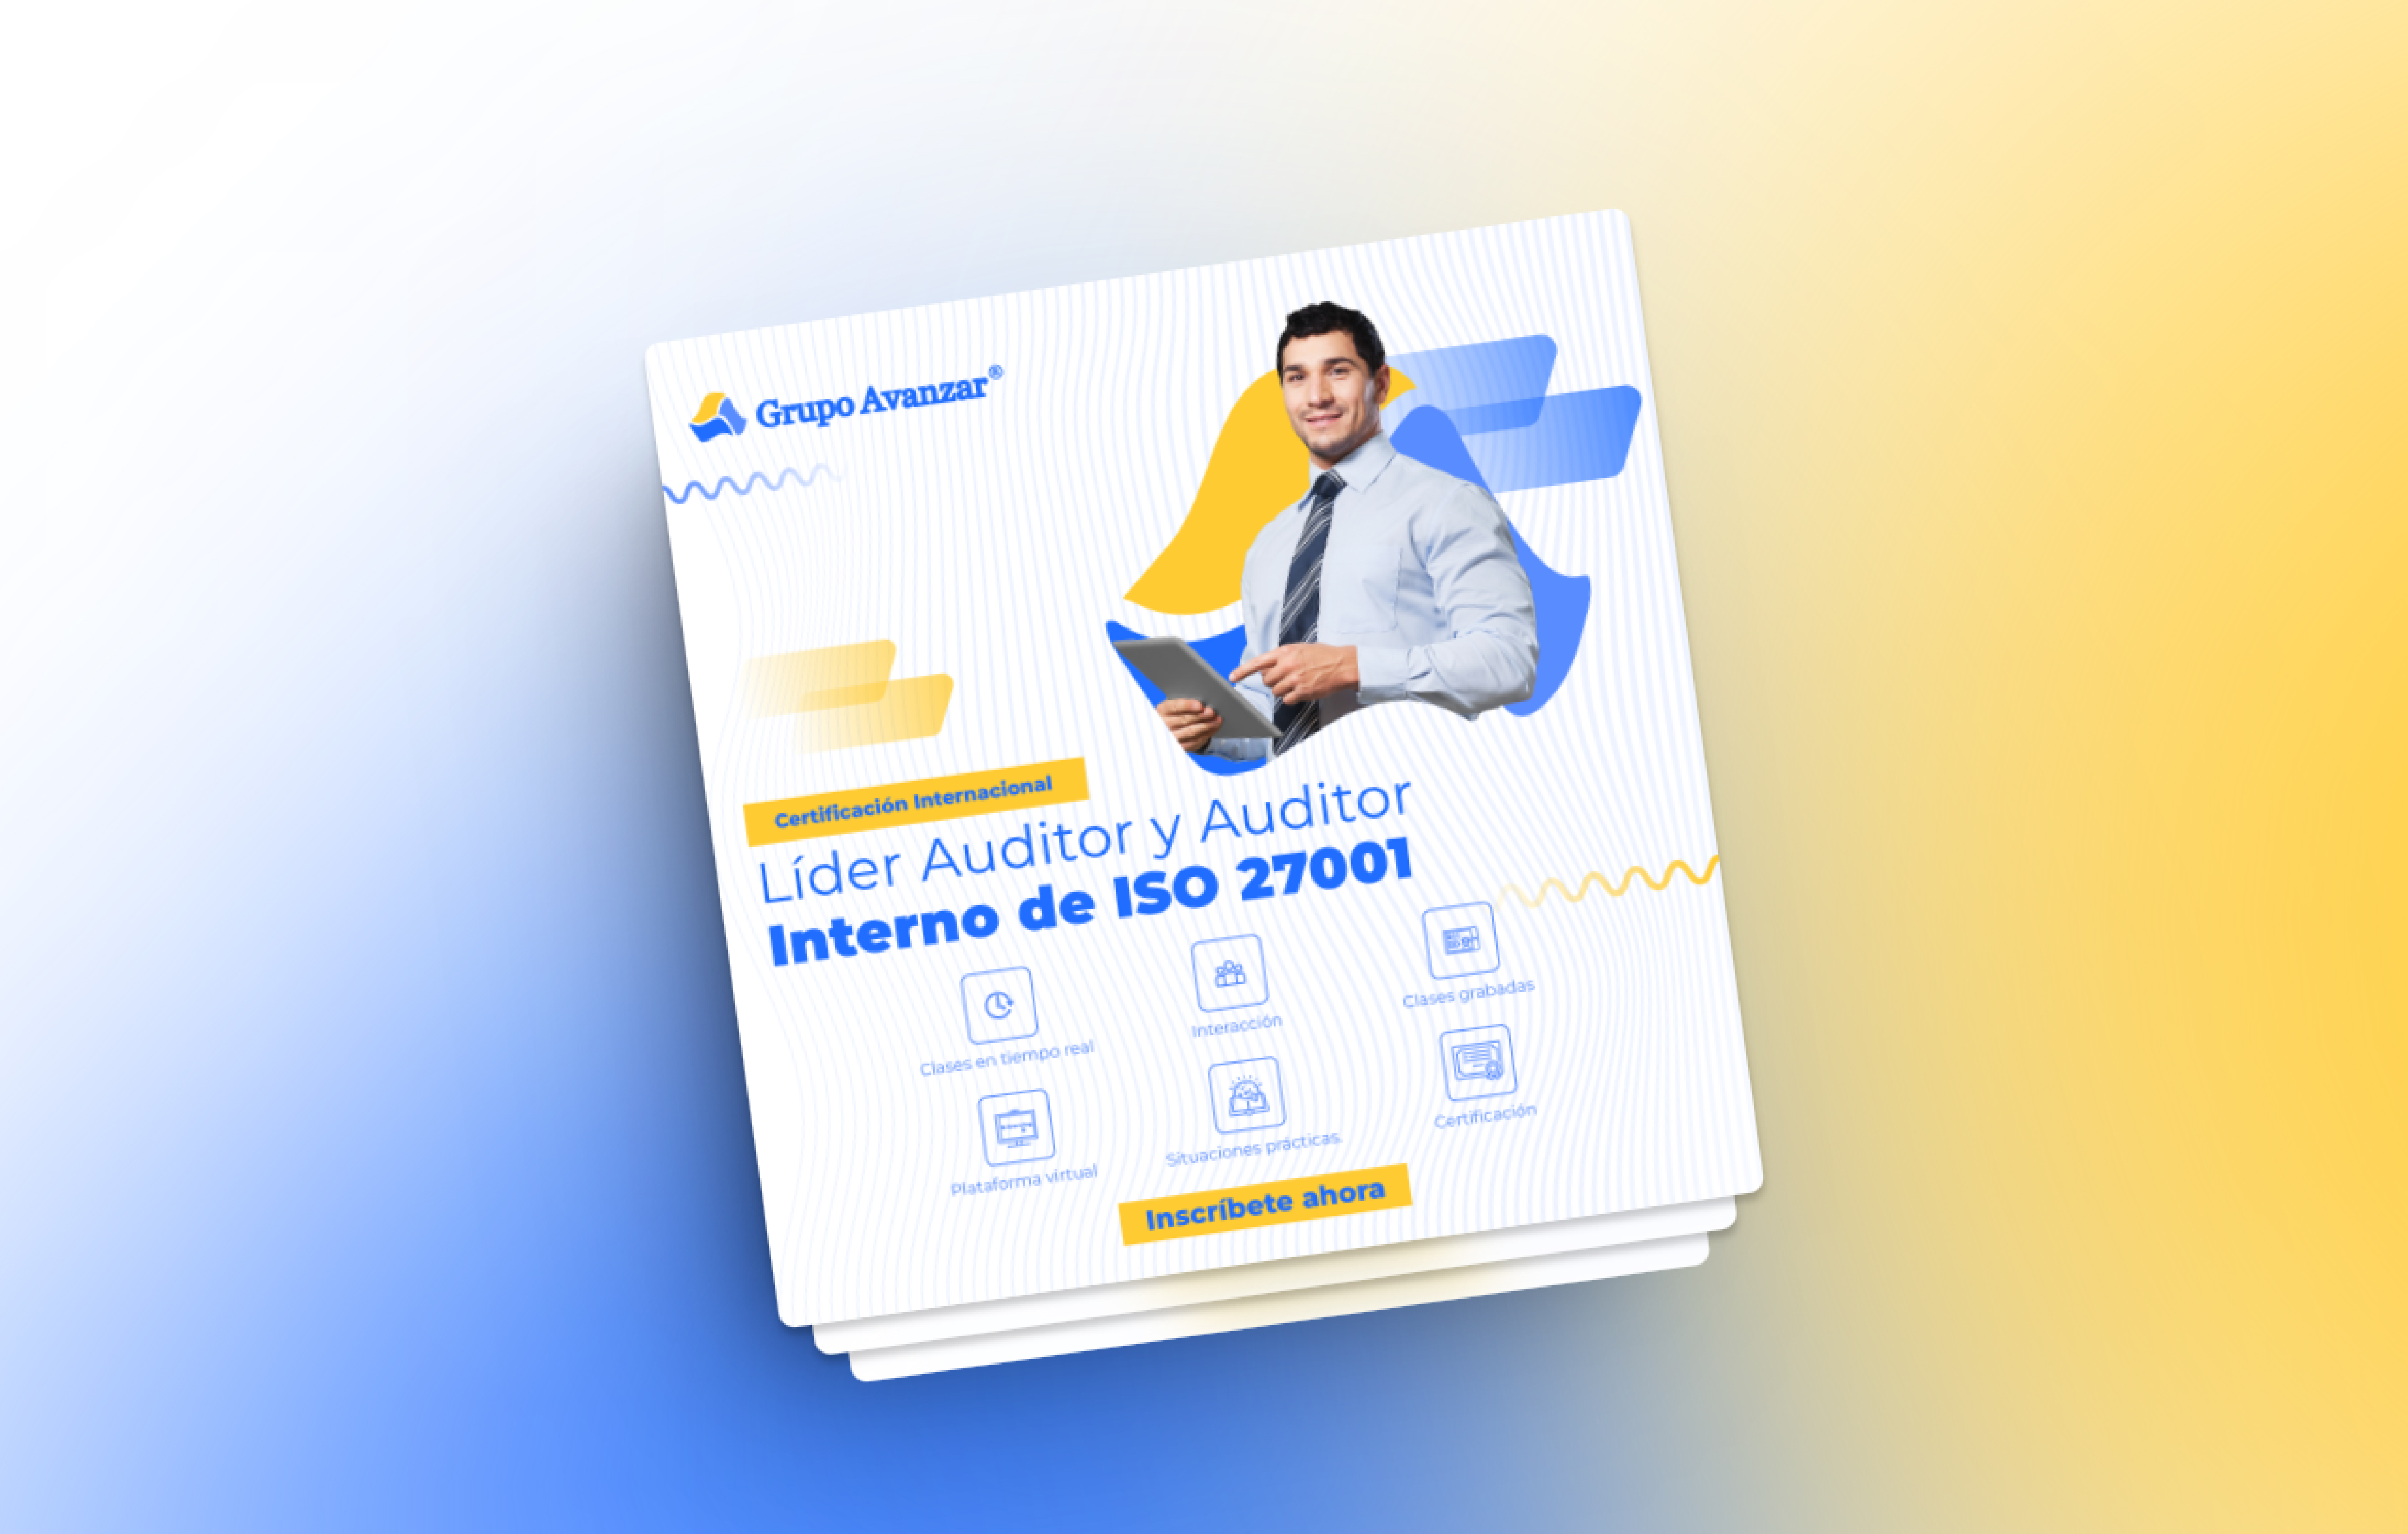 Grupo Avanzar®
Certificación Internacional
Líder Auditor y Auditor
Interno de ISO 27001
Clases en tiempo real
Interacción
Clases grabadas
Plataforma virtual
Situaciones prácticas.
Certificación
Inscríbete ahora